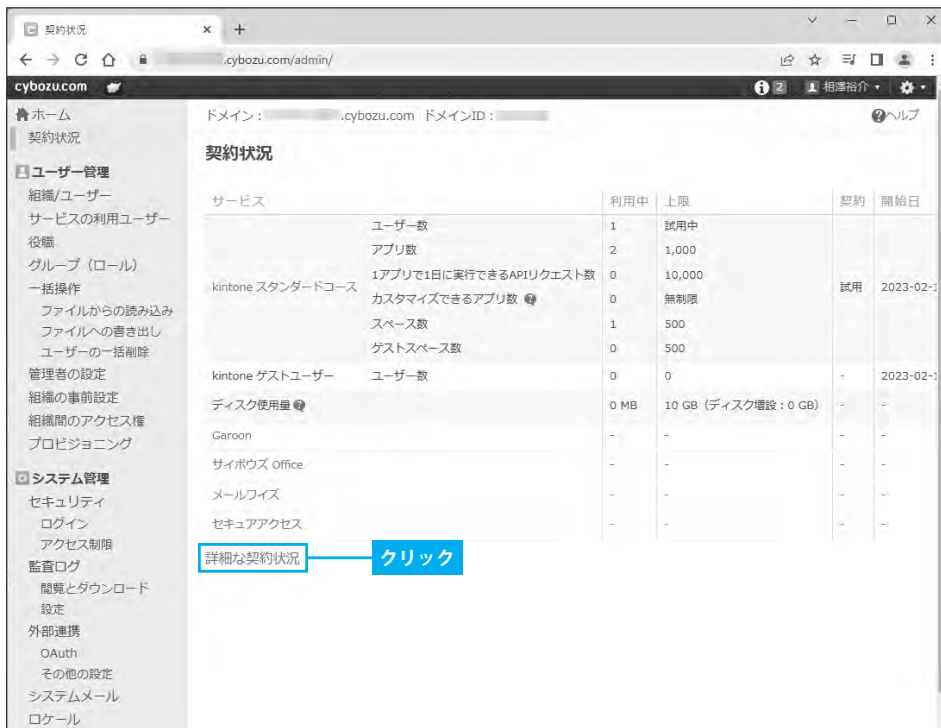 契約状況
.cybozu.com/admin/
cybozu.com
2 相澤裕介
ホーム
契約状況
ユーザー管理
組織/ユーザー
サービスの利用ユーザー
役職
グループ（ロール）
一括操作
ファイルからの読み込み
ファイルへの書き出し
ユーザーの一括削除
管理者の設定
組織の事前設定
組織間のアクセス権
プロビジョニング
システム管理
セキュリティ
ログイン
アクセス制限
監査ログ
閲覧とダウンロード
設定
外部連携
OAuth
その他の設定
システムメール
ロケール
ドメイン： .cybozu.com ドメインID：
ヘルプ
契約状況
サービス 利用中 上限 契約 開始日
kintone スタンダードコース 試用 2023-02-1
ユーザー数 1 試用中
アプリ数 2 1,000
1アプリで1日に実行できるAPIリクエスト数 0 10,000
カスタマイズできるアプリ数 0 無制限
スペース数 1 500
ゲストスペース数 0 500
kintone ゲストユーザー ユーザー数 0 0 - 2023-02-1
ディスク使用量 0 MB 10 GB（ディスク増設：0 GB） - -
Garoon - - - -
サイボウズ Office - - - -
メールワイズ - - - -
セキュアアクセス - - - -
詳細な契約状況
クリック